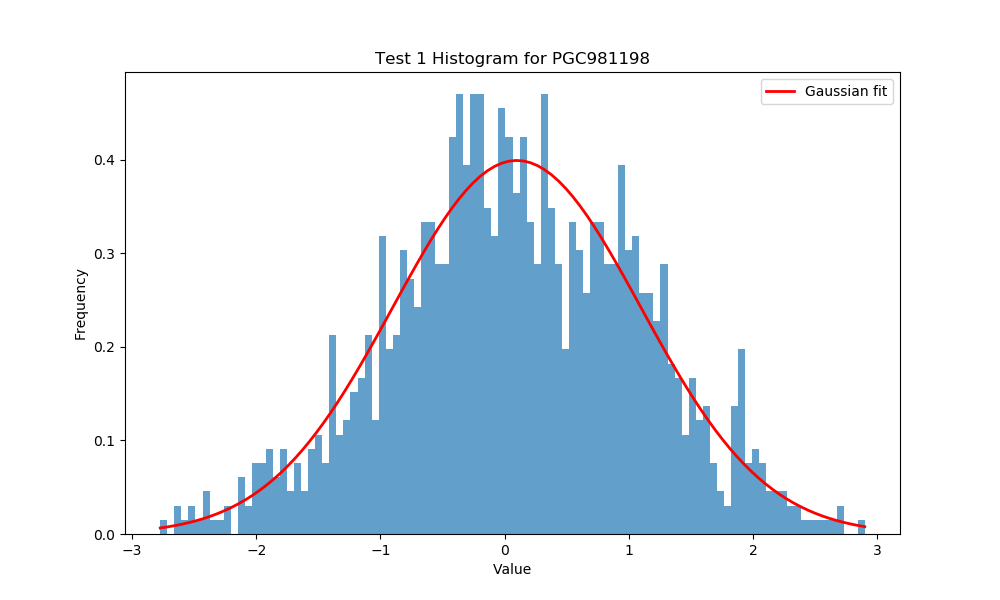 Test 1 Histogram for PGC981198
Gaussian fit
Frequency
0.4
0.3
0.2
0.1
0.0
−3 −2 −1 0 1 2 3
Value